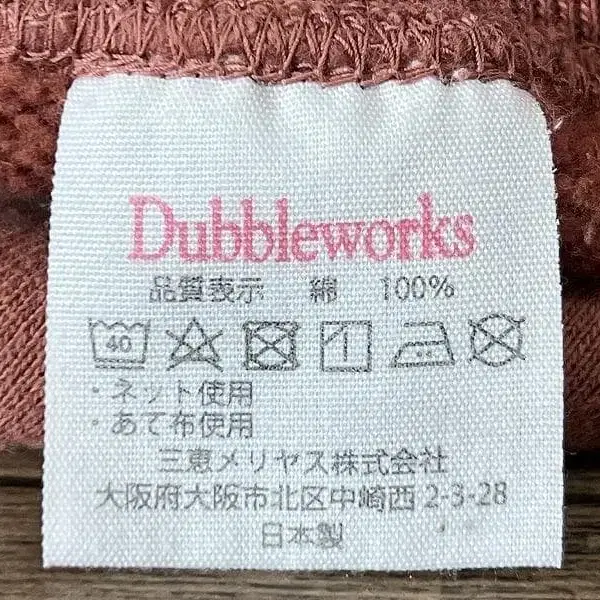 Dubbleworks
品質表示　綿　100%
40
・ネット使用
・あて布使用
三恵メリヤス株式会社
大阪府大阪市北区中崎西 2-3-28
日本製